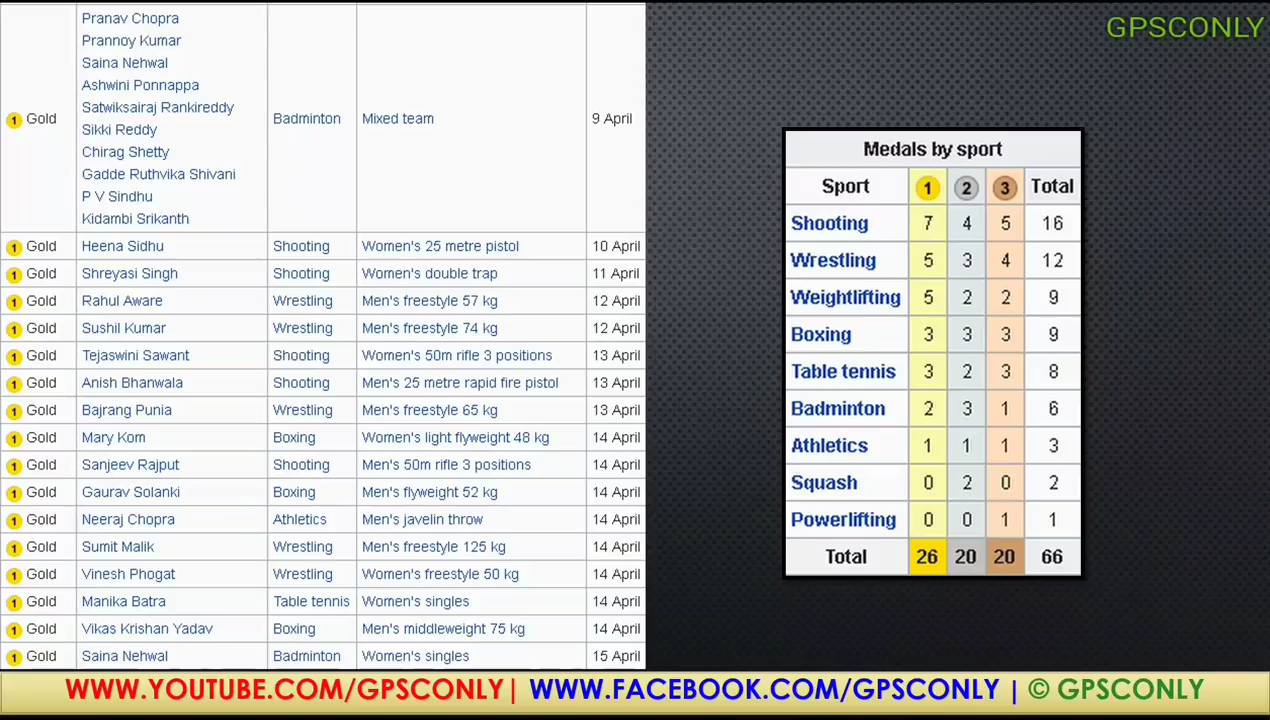 GPSCONLY
Pranav Chopra
Prannoy Kumar
Saina Nehwal
Ashwini Ponnappa
1 Gold Satwiksairaj Rankireddy Badminton Mixed team 9 April
Sikki Reddy
Chirag Shetty
Gadde Ruthvika Shivani
P V Sindhu
Kidambi Srikanth
1 Gold Heena Sidhu Shooting Women's 25 metre pistol 10 April
1 Gold Shreyasi Singh Shooting Women's double trap 11 April
1 Gold Rahul Aware Wrestling Men's freestyle 57 kg 12 April
1 Gold Sushil Kumar Wrestling Men's freestyle 74 kg 12 April
1 Gold Tejaswini Sawant Shooting Women's 50m rifle 3 positions 13 April
1 Gold Anish Bhanwala Shooting Men's 25 metre rapid fire pistol 13 April
1 Gold Bajrang Punia Wrestling Men's freestyle 65 kg 13 April
1 Gold Mary Kom Boxing Women's light flyweight 48 kg 14 April
1 Gold Sanjeev Rajput Shooting Men's 50m rifle 3 positions 14 April
1 Gold Gaurav Solanki Boxing Men's flyweight 52 kg 14 April
1 Gold Neeraj Chopra Athletics Men's javelin throw 14 April
1 Gold Sumit Malik Wrestling Men's freestyle 125 kg 14 April
1 Gold Vinesh Phogat Wrestling Women's freestyle 50 kg 14 April
1 Gold Manika Batra Table tennis Women's singles 14 April
1 Gold Vikas Krishan Yadav Boxing Men's middleweight 75 kg 14 April
1 Gold Saina Nehwal Badminton Women's singles 15 April
Medals by sport
Sport 1 2 3 Total
Shooting 7 4 5 16
Wrestling 5 3 4 12
Weightlifting 5 2 2 9
Boxing 3 3 3 9
Table tennis 3 2 3 8
Badminton 2 3 1 6
Athletics 1 1 1 3
Squash 0 2 0 2
Powerlifting 0 0 1 1
Total 26 20 20 66
WWW.YOUTUBE.COM/GPSCONLY | WWW.FACEBOOK.COM/GPSCONLY | © GPSCONLY